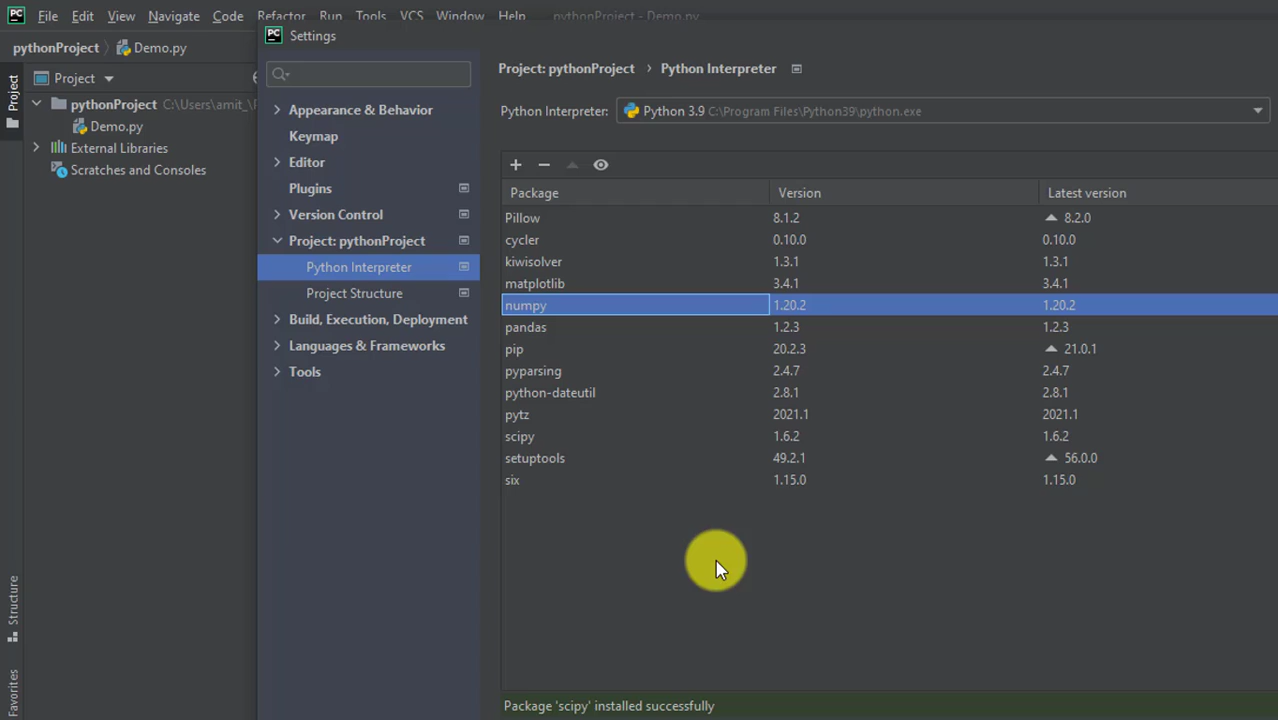 PC File Edit View Navigate Code Refactor Run Tools VCS Window Help pythonProject - Demo.py
pythonProject Demo.py
PC Settings
Project
Project
pythonProject C:\Users\amit_\
Demo.py
External Libraries
Scratches and Consoles
Structure
Favorites
Appearance & Behavior
Keymap
Editor
Plugins
Version Control
Project: pythonProject
Python Interpreter
Project Structure
Build, Execution, Deployment
Languages & Frameworks
Tools
Project: pythonProject › Python Interpreter
Python Interpreter: Python 3.9 C:\Program Files\Python39\python.exe
Package Version Latest version
Pillow 8.1.2 8.2.0
cycler 0.10.0 0.10.0
kiwisolver 1.3.1 1.3.1
matplotlib 3.4.1 3.4.1
numpy 1.20.2 1.20.2
pandas 1.2.3 1.2.3
pip 20.2.3 21.0.1
pyparsing 2.4.7 2.4.7
python-dateutil 2.8.1 2.8.1
pytz 2021.1 2021.1
scipy 1.6.2 1.6.2
setuptools 49.2.1 56.0.0
six 1.15.0 1.15.0
Package 'scipy' installed successfully